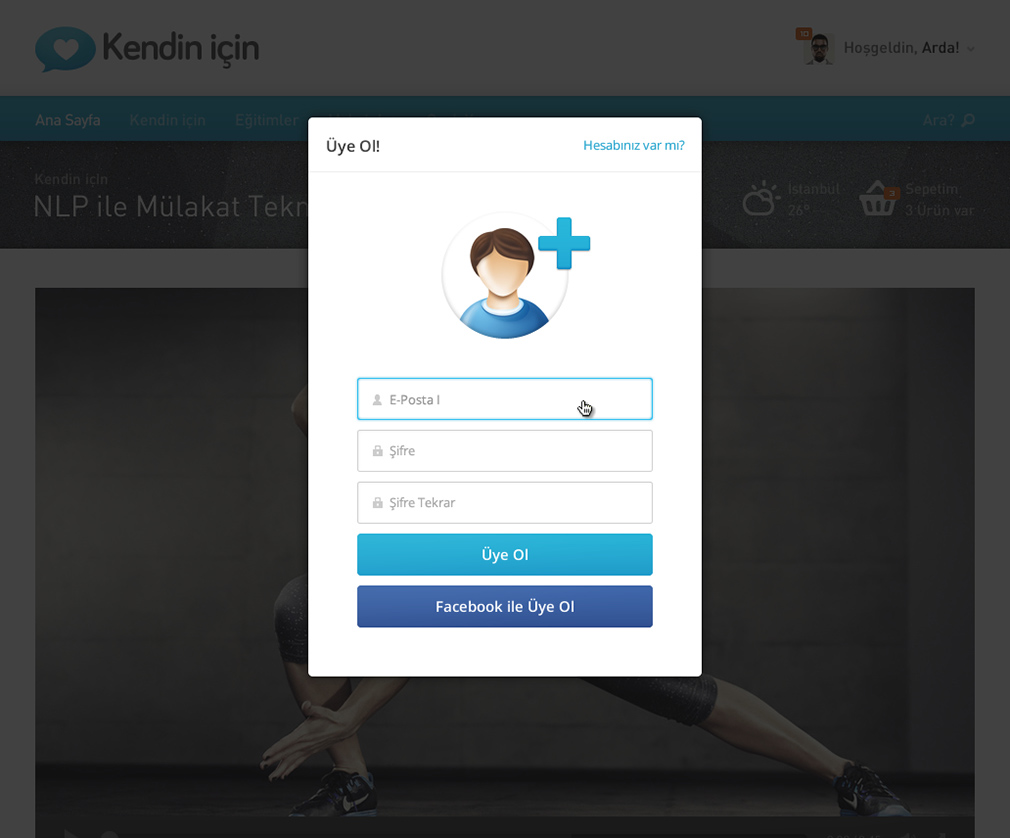 Kendin için
10
Hoşgeldin, Arda!
Ana Sayfa
Kendin için
Eğitimler
Ara?
Kendin için
NLP ile Mülakat Tekn
İstanbul
26°
3
Sepetim
3 Ürün var
Üye Ol!
Hesabınız var mı?
E-Posta
Şifre
Şifre Tekrar
Üye Ol
Facebook ile Üye Ol